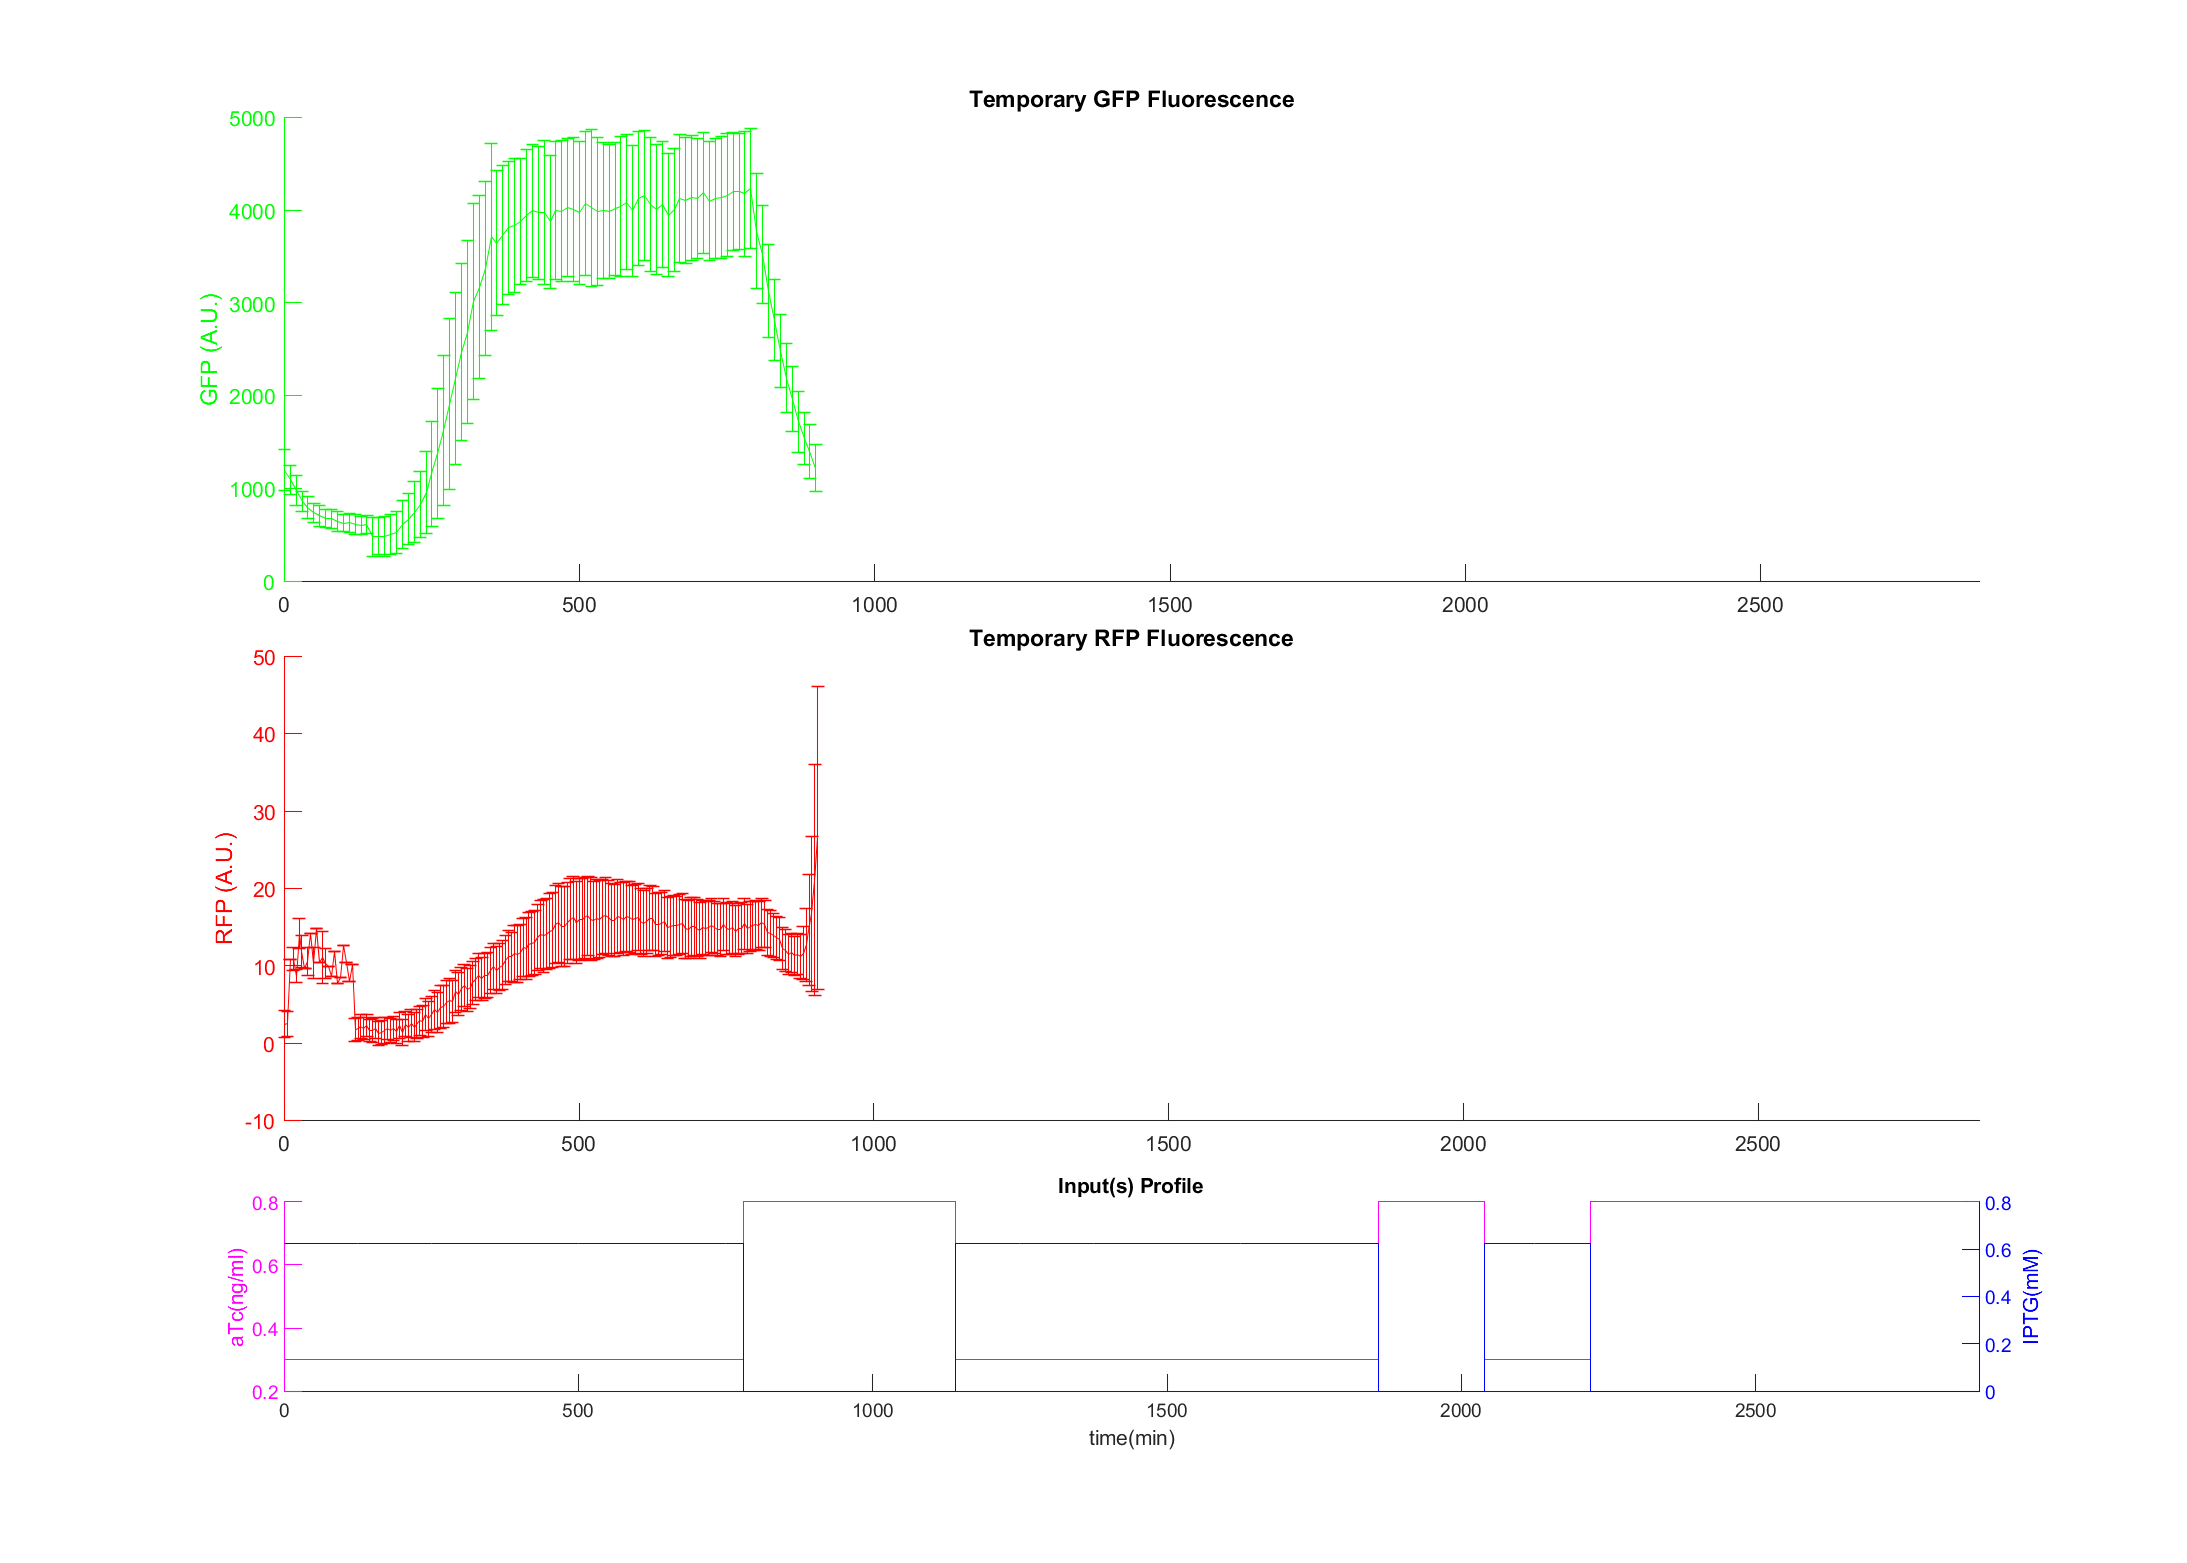 Temporary GFP Fluorescence
GFP (A.U.)
5000
4000
3000
2000
1000
0
0 500 1000 1500 2000 2500
Temporary RFP Fluorescence
RFP (A.U.)
50
40
30
20
10
0
-10
0 500 1000 1500 2000 2500
Input(s) Profile
aTc(ng/ml)
0.8
0.6
0.4
0.2
0.8
0.6
0.4
0.2
0
IPTG(mM)
0 500 1000 1500 2000 2500
time(min)